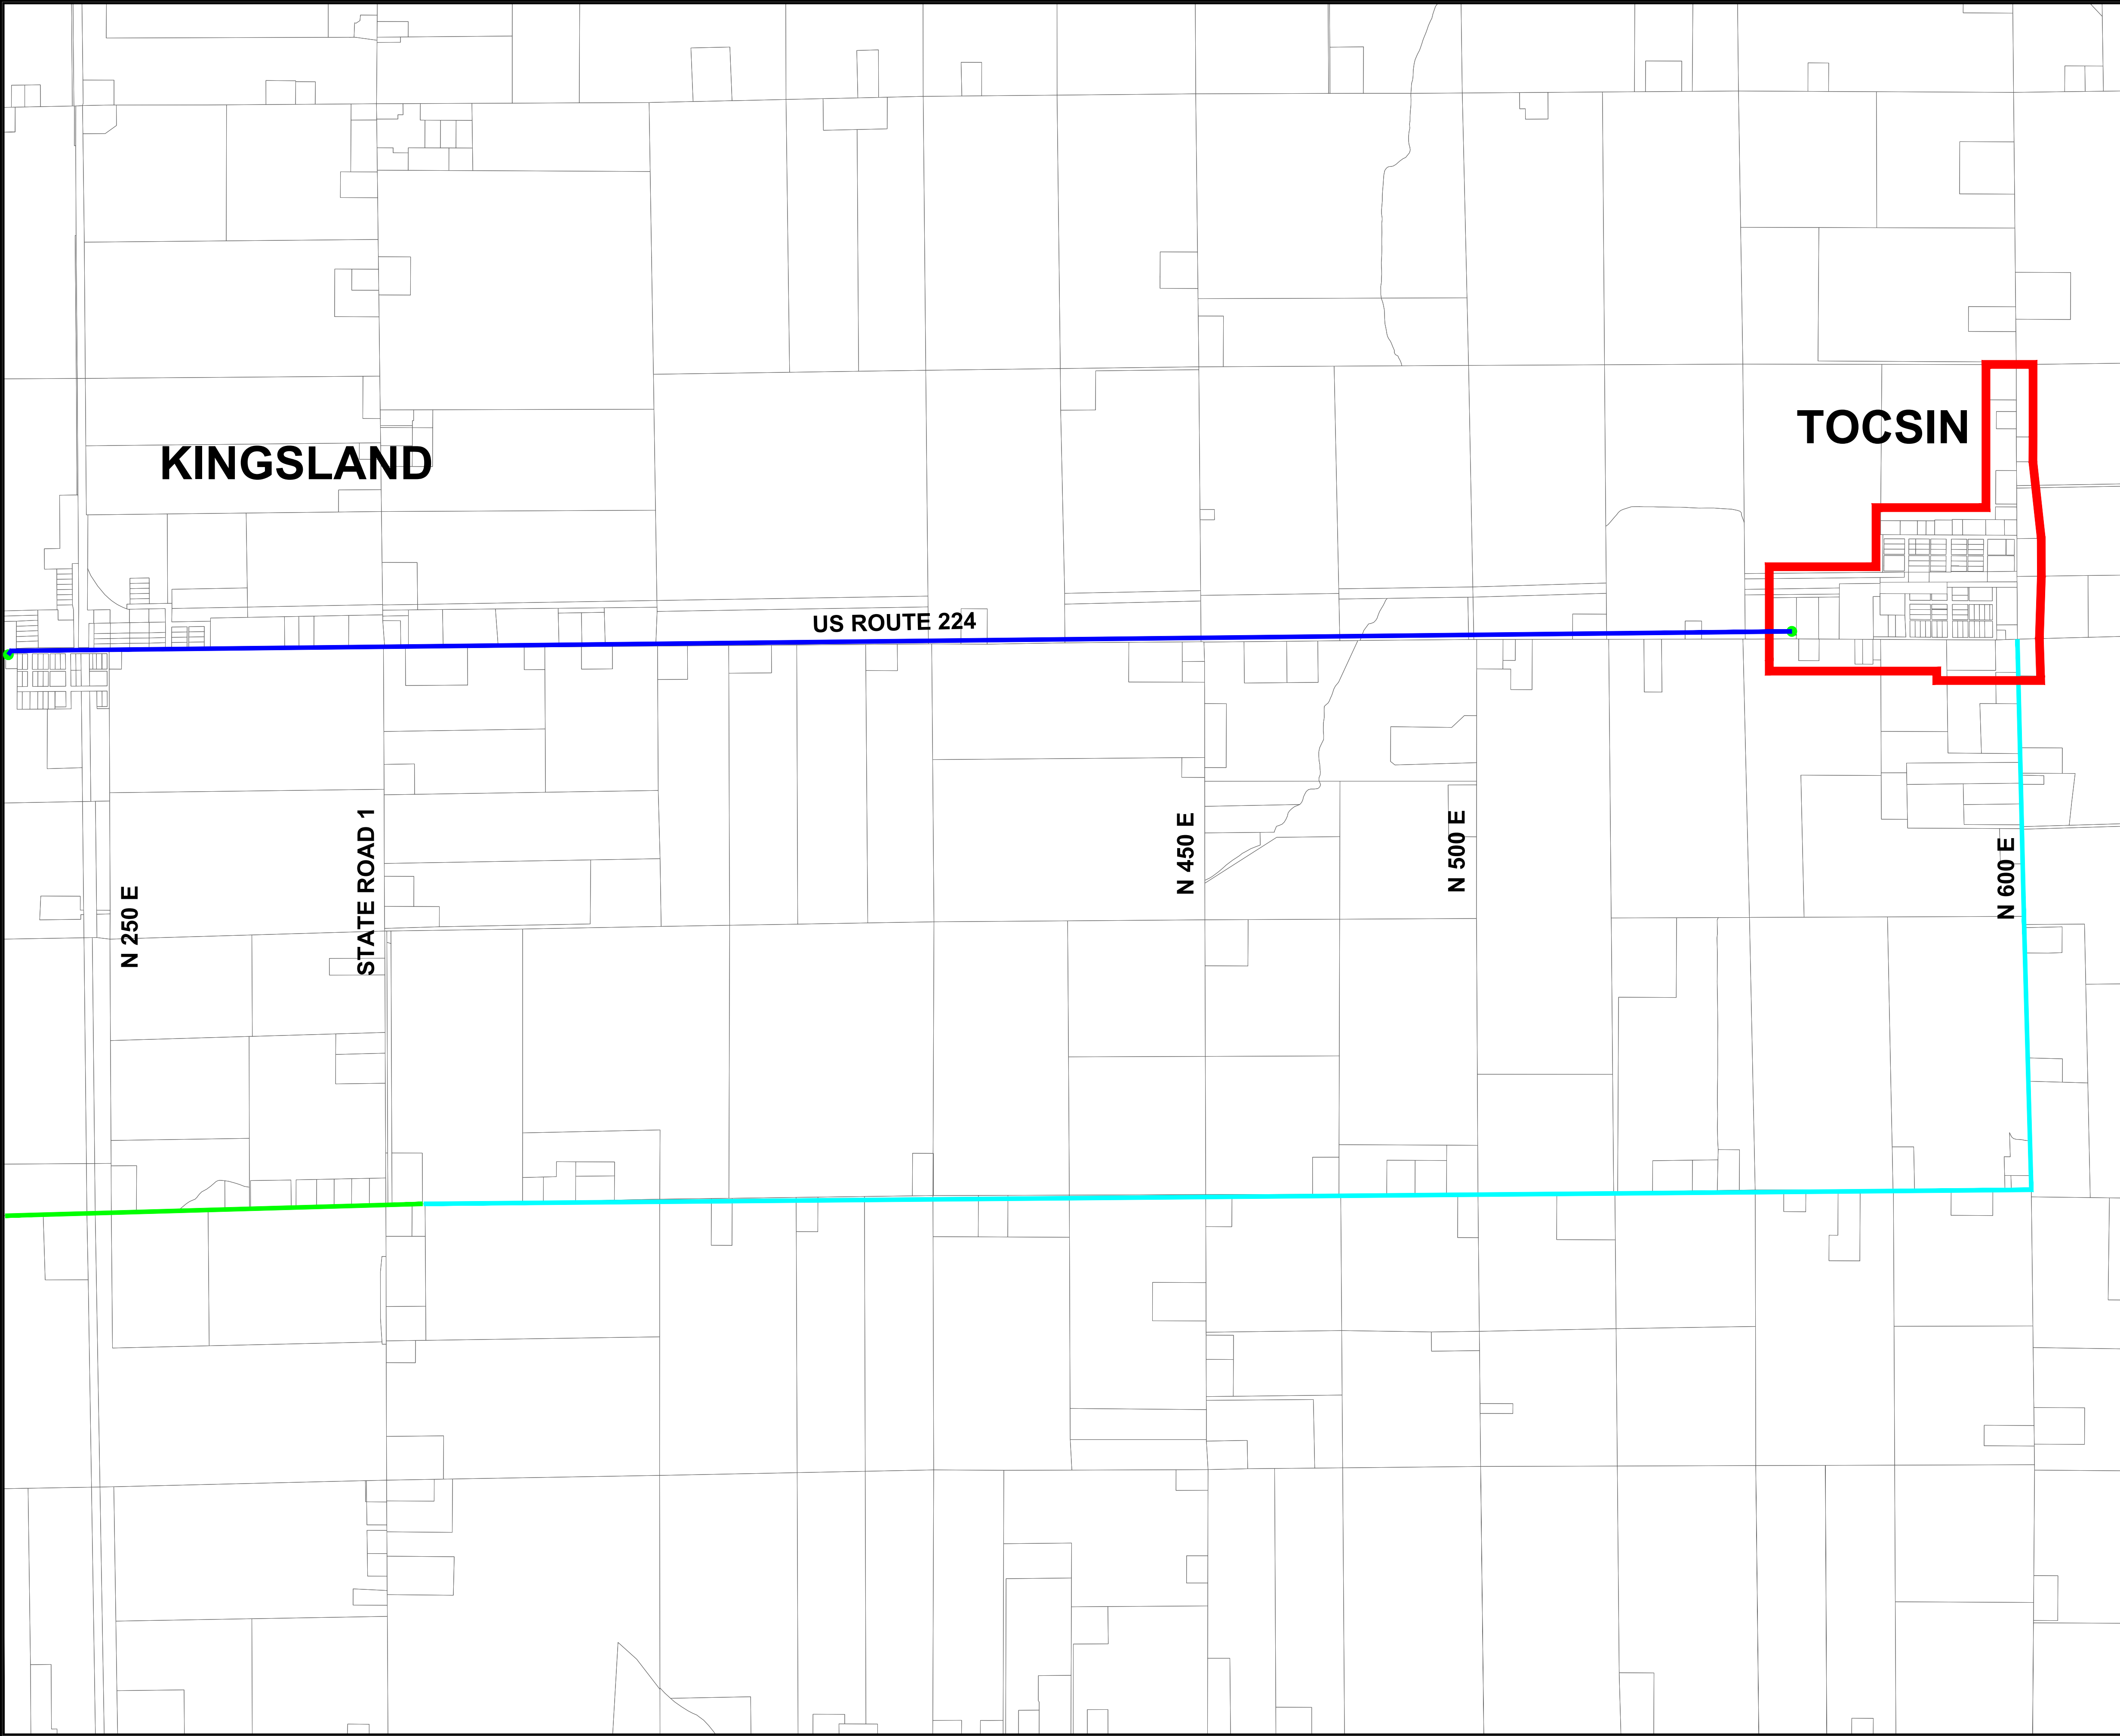 TOCSIN
KINGSLAND
US ROUTE 224
N 250 E
STATE ROAD 1
N 450 E
N 500 E
N 600 E